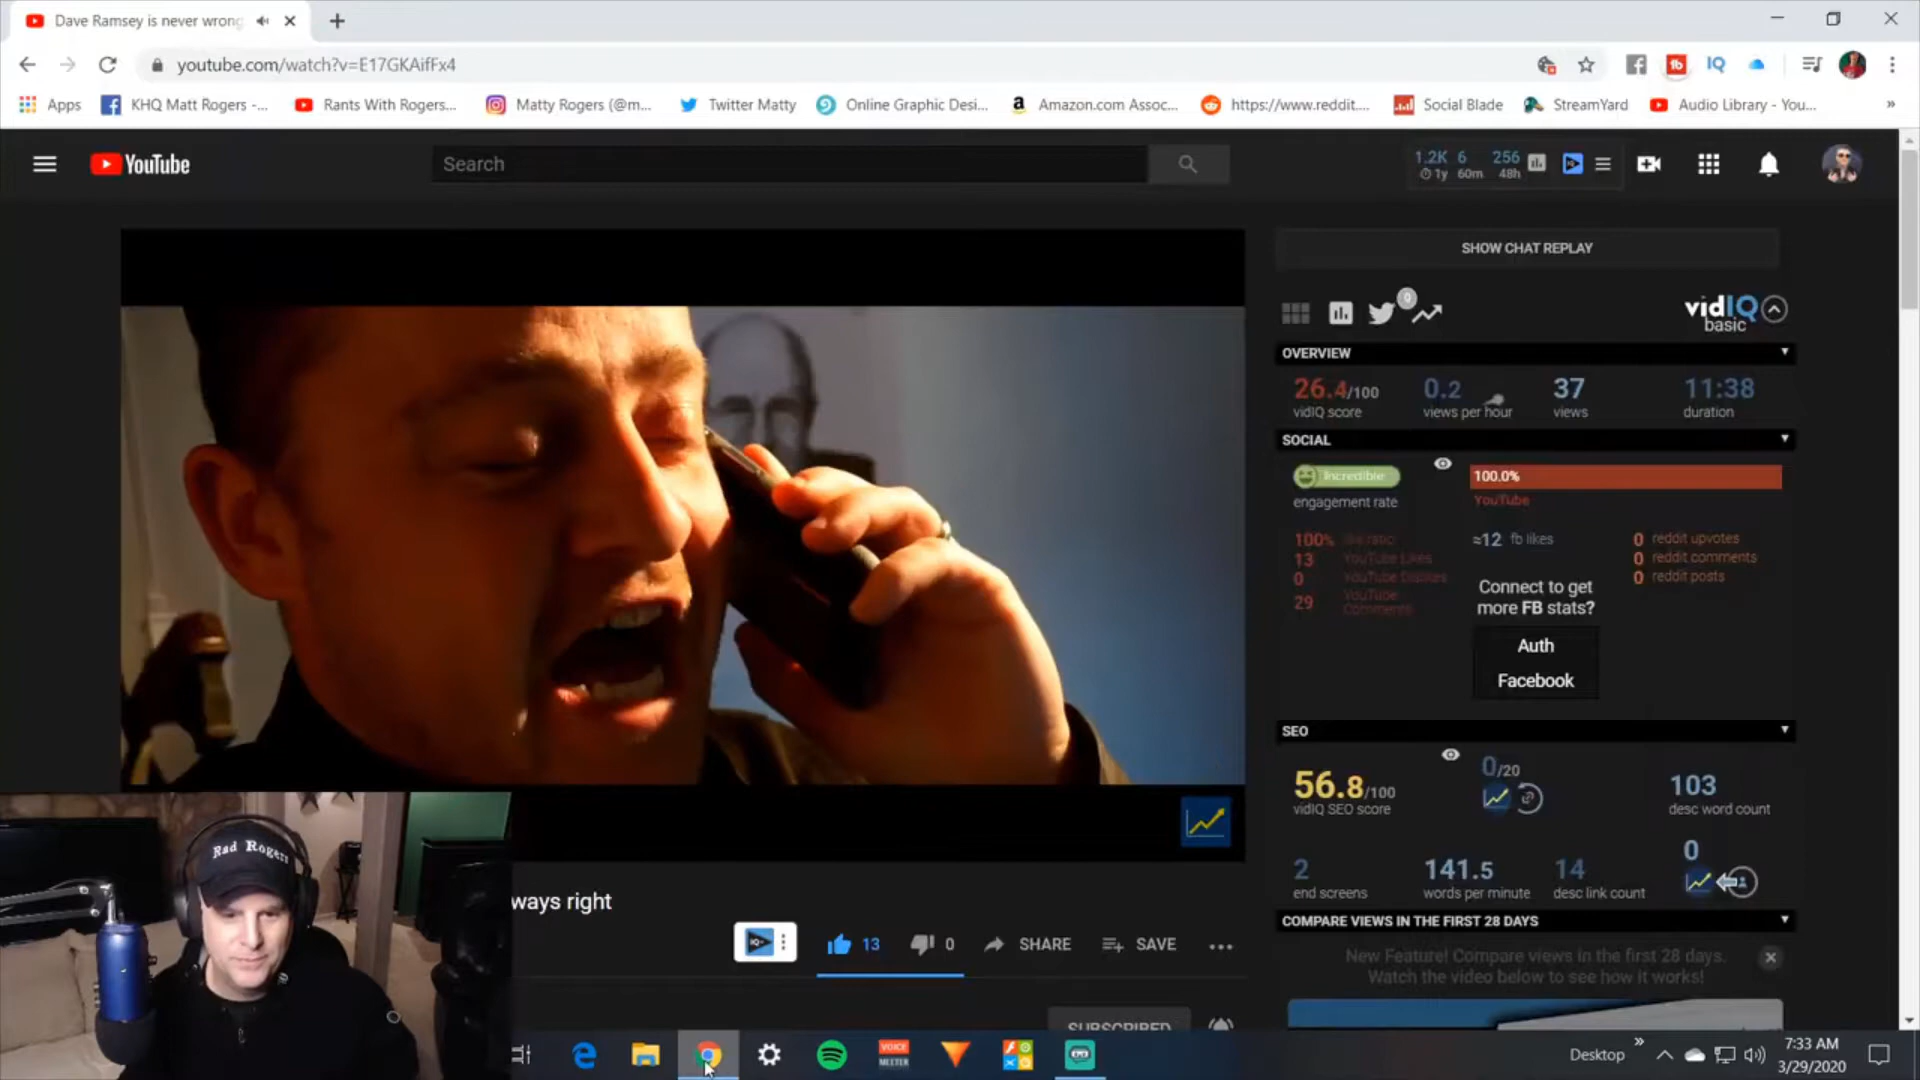 Dave Ramsey is never wrong
youtube.com/watch?v=E17GKAifFx4
IQ
Apps
KHQ Matt Rogers -...
Rants With Rogers...
Matty Rogers (@m...
Twitter Matty
Online Graphic Desi...
Amazon.com Assoc...
https://www.reddit....
Social Blade
StreamYard
Audio Library - You...
YouTube
Search
1.2K 6 256
1y 60m 48h
SHOW CHAT REPLAY
0
vidIQ
basic
OVERVIEW
26.4/100
vidIQ score
0.2
views per hour
37
views
11:38
duration
SOCIAL
Incredible
engagement rate
100.0%
YouTube
100% like ratio
13 YouTube Likes
0 YouTube Dislikes
29 YouTube Comments
≈12 fb likes
Connect to get
more FB stats?
Auth
Facebook
0 reddit upvotes
0 reddit comments
0 reddit posts
SEO
56.8/100
vidIQ SEO score
0/20
103
desc word count
2
end screens
141.5
words per minute
14
desc link count
0
COMPARE VIEWS IN THE FIRST 28 DAYS
New Feature! Compare views in the first 28 days.
Watch the video below to see how it works!
Rad Rogers
ways right
13
0
SHARE
SAVE
SUBSCRIBED
VOICE
MEETER
Desktop
7:33 AM
3/29/2020